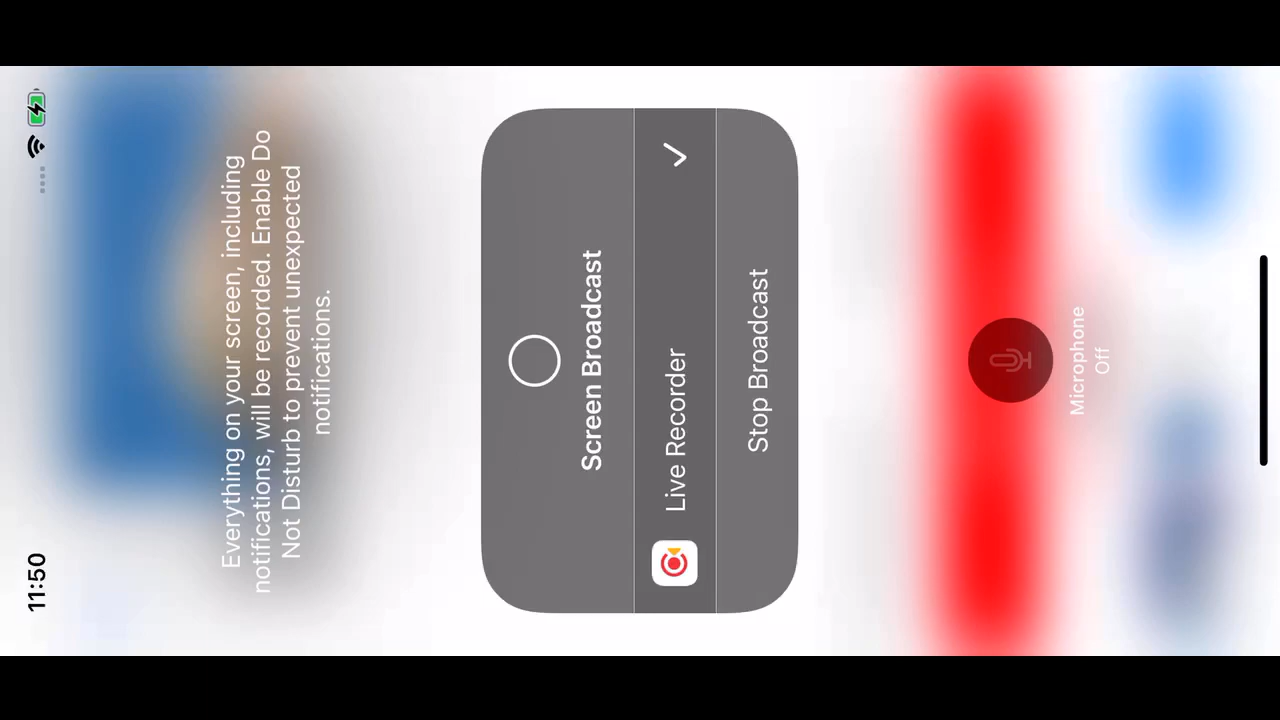 11:50
Everything on your screen, including
notifications, will be recorded. Enable Do
Not Disturb to prevent unexpected
notifications.
Screen Broadcast
Live Recorder
Stop Broadcast
Microphone
Off